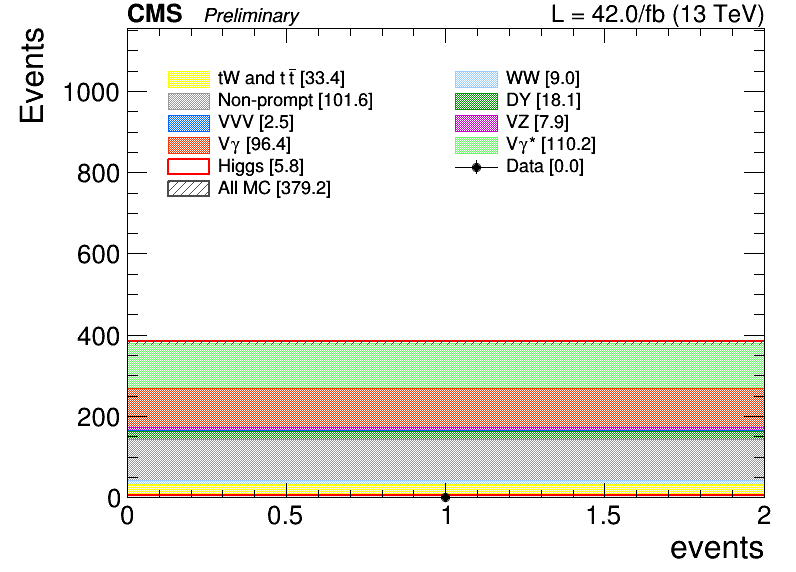 CMS Preliminary L = 42.0/fb (13 TeV)
Events
tW and tt̄ [33.4] WW [9.0]
Non-prompt [101.6] DY [18.1]
VVV [2.5] VZ [7.9]
Vγ [96.4] Vγ* [110.2]
Higgs [5.8] Data [0.0]
All MC [379.2]
1000
800
600
400
200
0
0 0.5 1 1.5 2
events